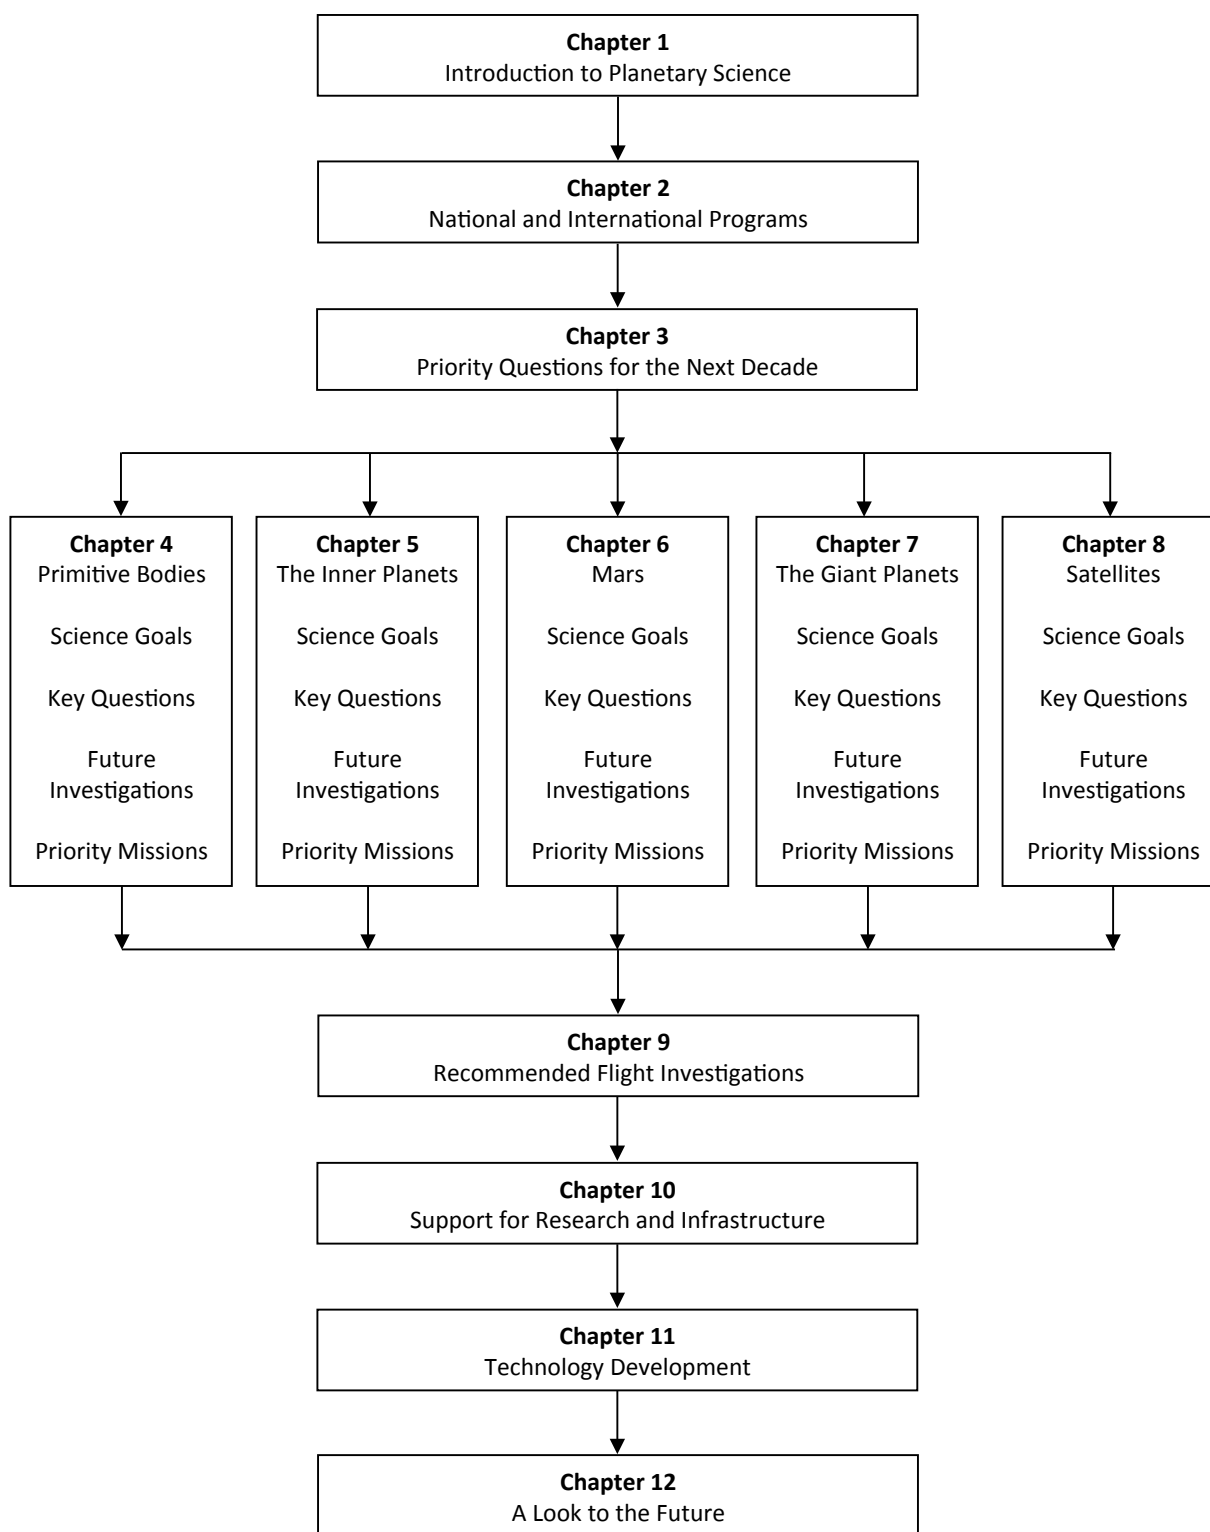 Chapter 1
Introduction to Planetary Science
Chapter 2
National and International Programs
Chapter 3
Priority Questions for the Next Decade
Chapter 4
Primitive Bodies
Science Goals
Key Questions
Future
Investigations
Priority Missions
Chapter 5
The Inner Planets
Science Goals
Key Questions
Future
Investigations
Priority Missions
Chapter 6
Mars
Science Goals
Key Questions
Future
Investigations
Priority Missions
Chapter 7
The Giant Planets
Science Goals
Key Questions
Future
Investigations
Priority Missions
Chapter 8
Satellites
Science Goals
Key Questions
Future
Investigations
Priority Missions
Chapter 9
Recommended Flight Investigations
Chapter 10
Support for Research and Infrastructure
Chapter 11
Technology Development
Chapter 12
A Look to the Future